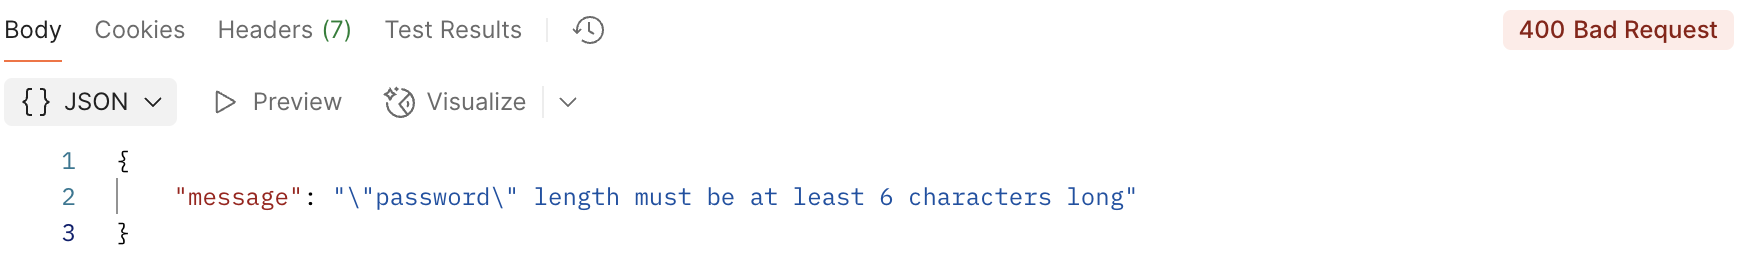 Body Cookies Headers (7) Test Results 400 Bad Request
{} JSON Preview Visualize
1 {
2 "message": "\"password\" length must be at least 6 characters long"
3 }